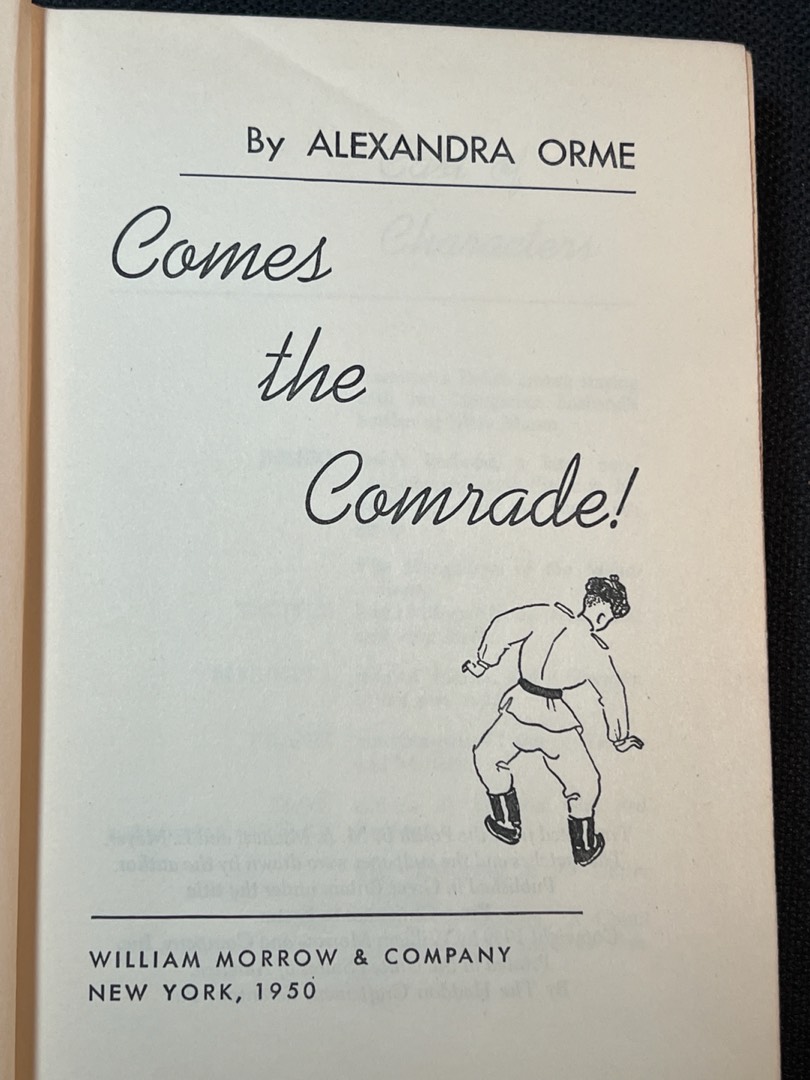 By ALEXANDRA ORME
Comes
the
Comrade!
WILLIAM MORROW & COMPANY
NEW YORK, 1950